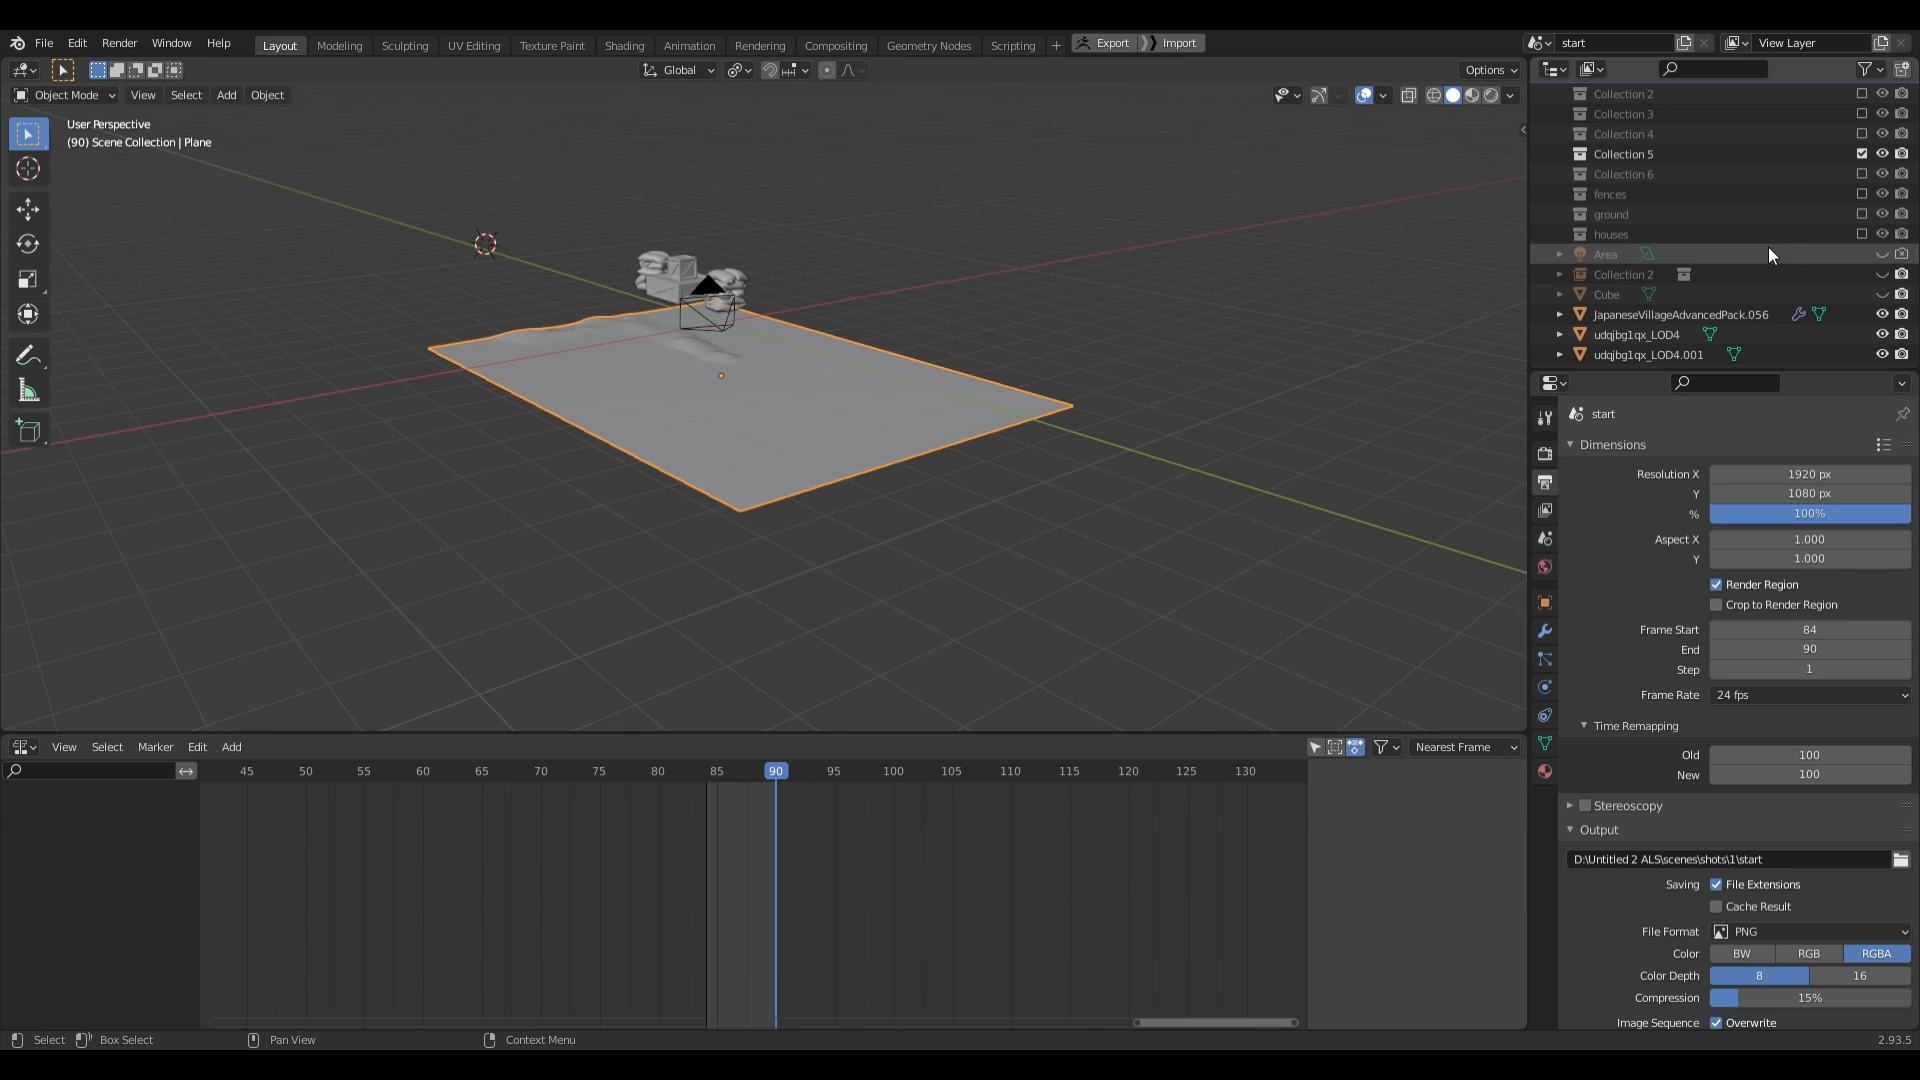 File Edit Render Window Help Layout Modeling Sculpting UV Editing Texture Paint Shading Animation Rendering Compositing Geometry Nodes Scripting + Export Import start View Layer
Global Options
Object Mode View Select Add Object
User Perspective
(90) Scene Collection | Plane
Collection 2
Collection 3
Collection 4
Collection 5
Collection 6
fences
ground
houses
Area
Collection 2
Cube
JapaneseVillageAdvancedPack.056
udqjbg1qx_LOD4
udqjbg1qx_LOD4.001
start
Dimensions
Resolution X 1920 px
Y 1080 px
% 100%
Aspect X 1.000
Y 1.000
Render Region
Crop to Render Region
Frame Start 84
End 90
Step 1
Frame Rate 24 fps
Time Remapping
Old 100
New 100
Stereoscopy
Output
D:\Untitled 2 ALS\scenes\shots\1\start
Saving File Extensions
Cache Result
File Format PNG
Color BW RGB RGBA
Color Depth 8 16
Compression 15%
Image Sequence Overwrite
View Select Marker Edit Add Nearest Frame
45 50 55 60 65 70 75 80 85 90 95 100 105 110 115 120 125 130
Select Box Select Pan View Context Menu 2.93.5